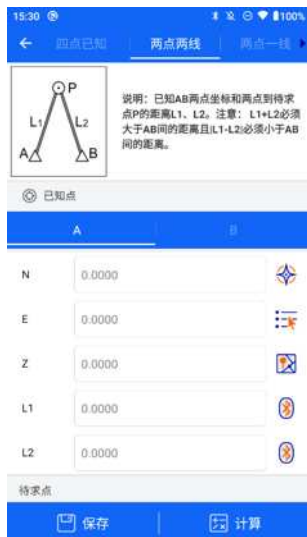 15:30
100%
四点已知 两点两线 两点一线
P
L1 L2
A B
说明：已知AB两点坐标和两点到待求
点P的距离L1、L2。注意： L1+L2必须
大于AB间的距离且|L1-L2|必须小于AB
间的距离。
已知点
A B
N 0.0000
E 0.0000
Z 0.0000
L1 0.0000
L2 0.0000
待求点
保存 计算